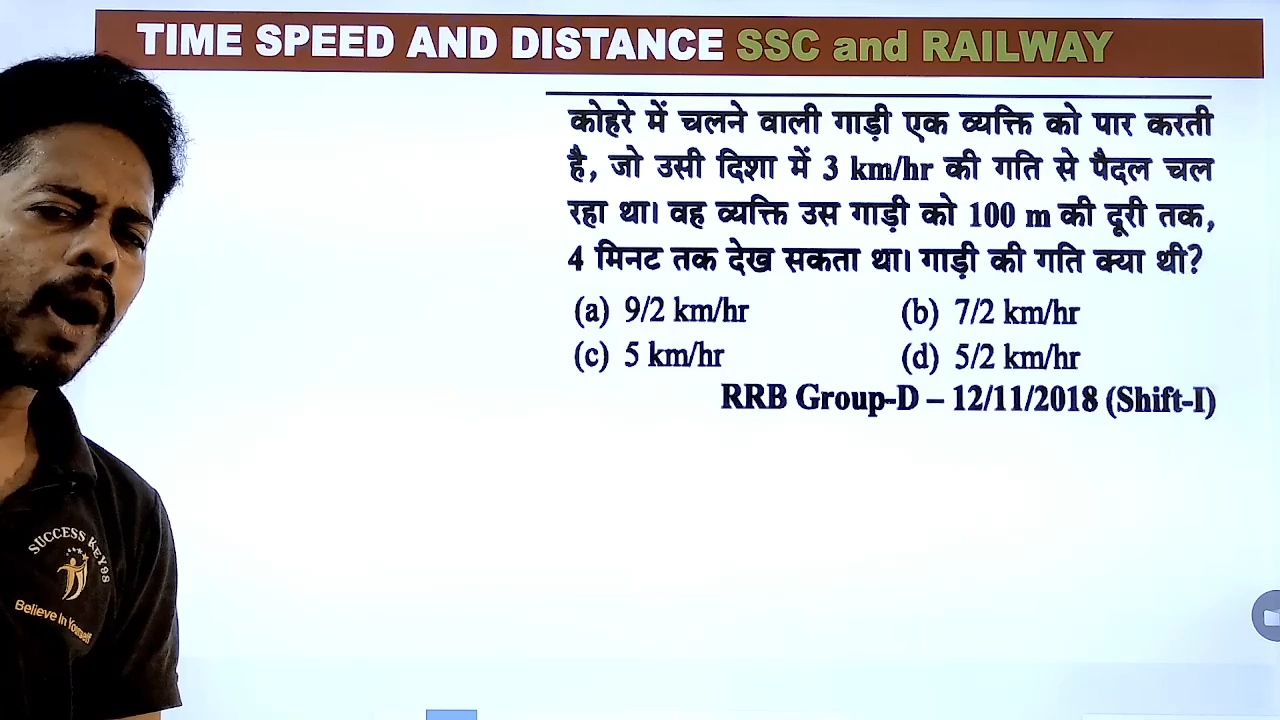 TIME SPEED AND DISTANCE SSC and RAILWAY
कोहरे में चलने वाली गाड़ी एक व्यक्ति को पार करती
है, जो उसी दिशा में 3 km/hr की गति से पैदल चल
रहा था। वह व्यक्ति उस गाड़ी को 100 m की दूरी तक,
4 मिनट तक देख सकता था। गाड़ी की गति क्या थी?
(a) 9/2 km/hr (b) 7/2 km/hr
(c) 5 km/hr (d) 5/2 km/hr
RRB Group-D – 12/11/2018 (Shift-I)
SUCCESS KEY98
Believe In Yourself